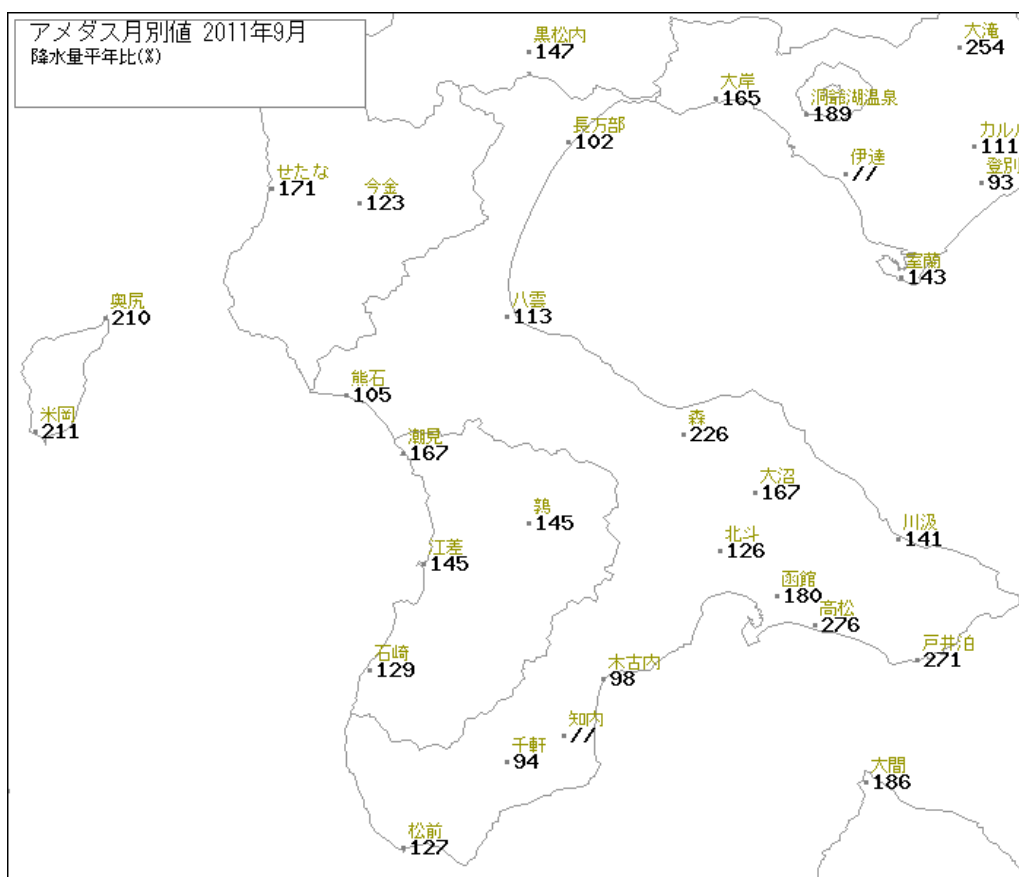 アメダス月別値 2011年9月
降水量平年比(%)
黒松内
147
大滝
254
大岸
165
洞爺湖温泉
189
長万部
102
カルル
111
伊達
//
登別
93
せたな
171
今金
123
室蘭
143
奥尻
210
八雲
113
熊石
105
米岡
211
森
226
潮見
167
大沼
167
鶉
145
川汲
141
北斗
126
江差
145
函館
180
高松
276
戸井泊
271
石崎
129
木古内
98
知内
//
千軒
94
大間
186
松前
127